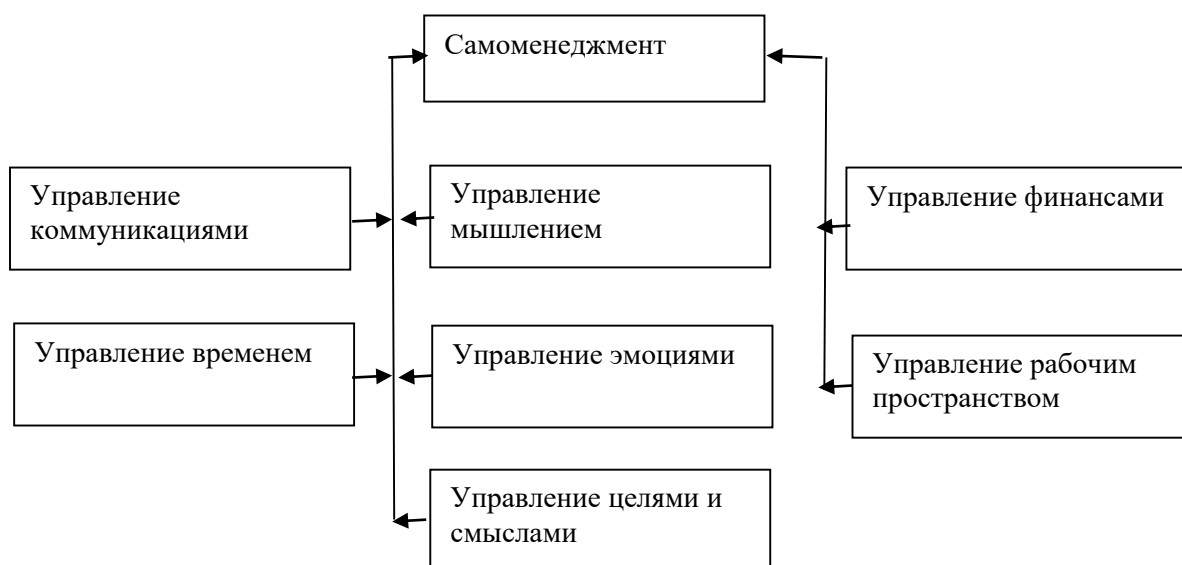 Самоменеджмент
Управление
коммуникациями
Управление
мышлением
Управление финансами
Управление временем
Управление эмоциями
Управление рабочим
пространством
Управление целями и
смыслами